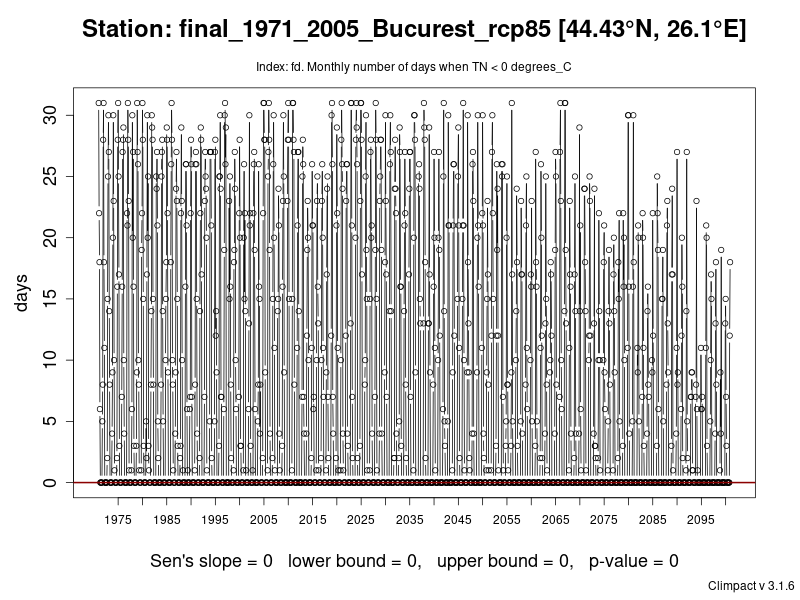 Station: final_1971_2005_Bucurest_rcp85 [44.43°N, 26.1°E]
Index: fd. Monthly number of days when TN < 0 degrees_C
days
30
25
20
15
10
5
0
1975 1985 1995 2005 2015 2025 2035 2045 2055 2065 2075 2085 2095
Sen's slope = 0 lower bound = 0, upper bound = 0, p-value = 0
Climpact v 3.1.6